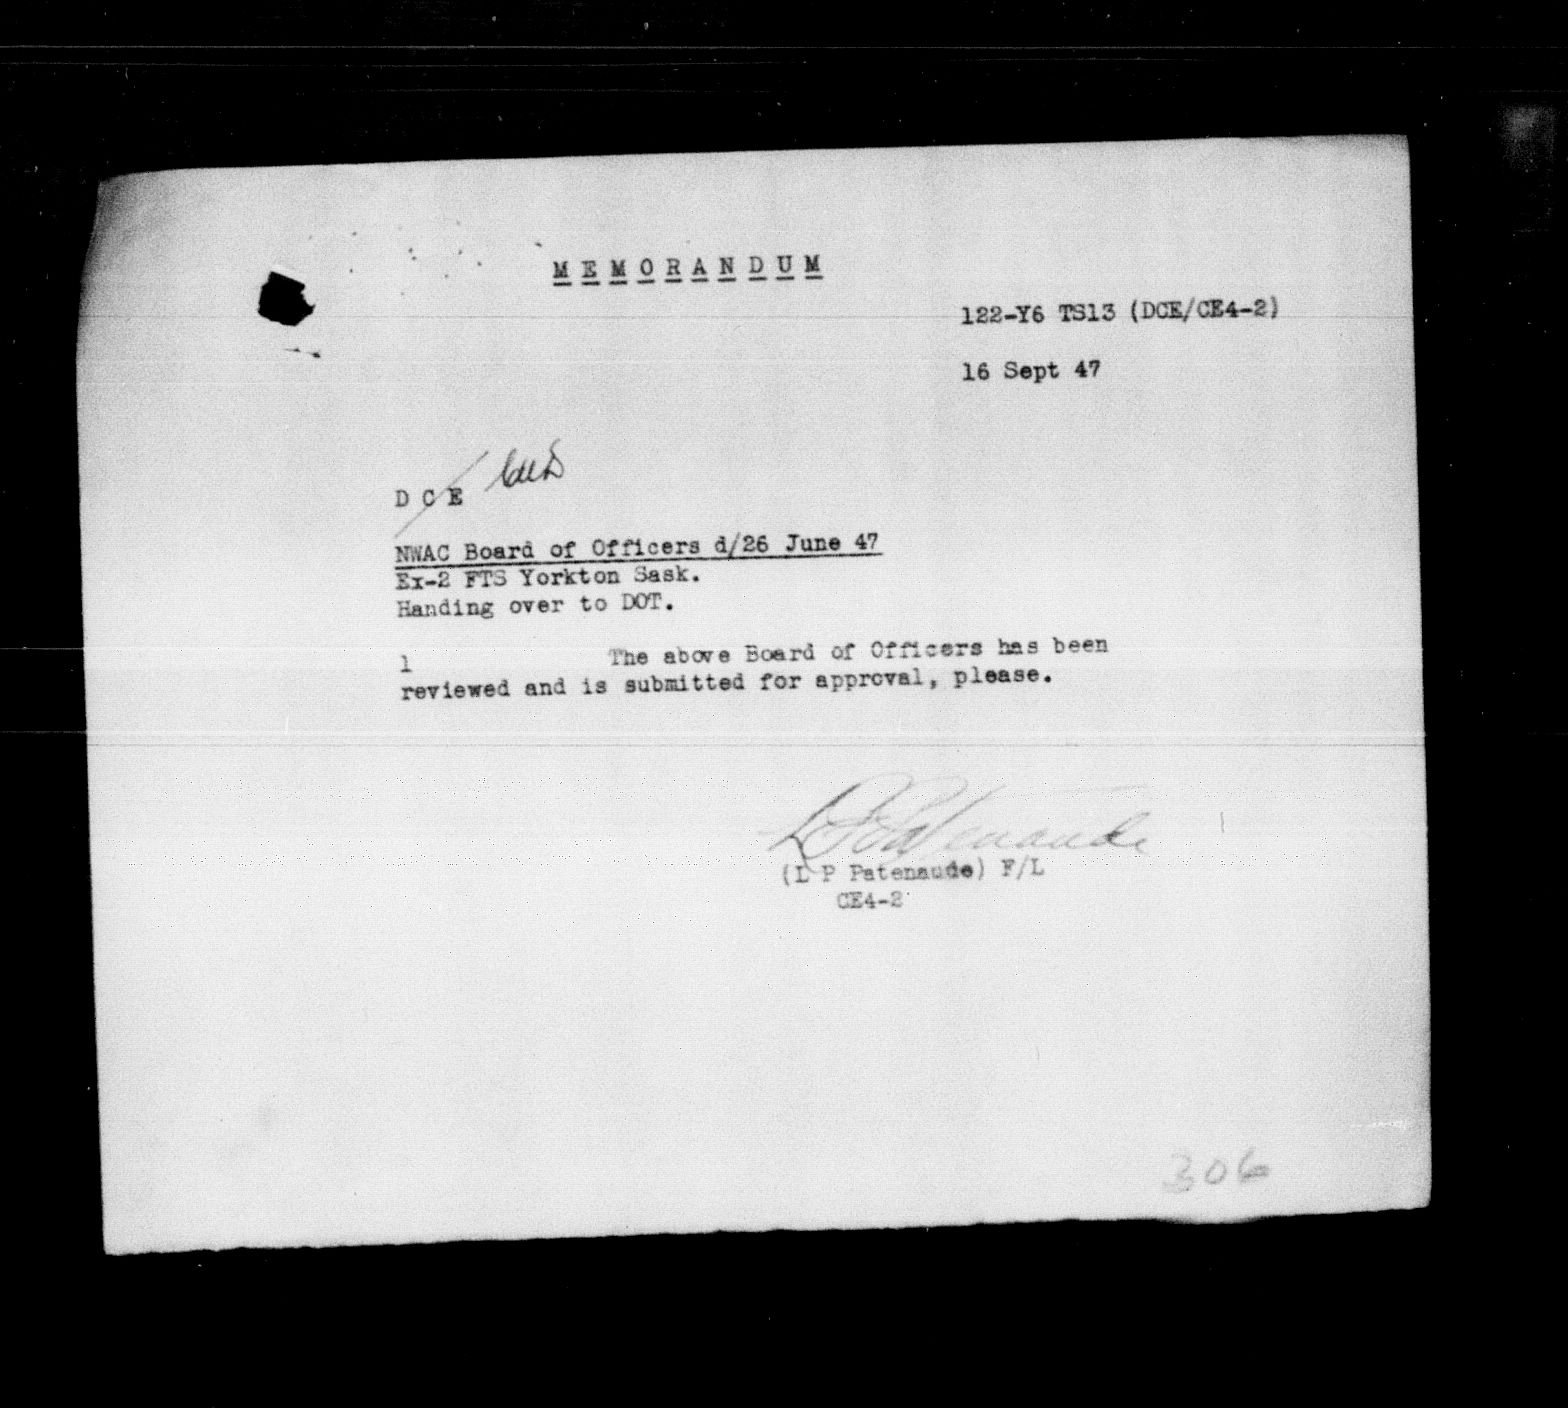 M E M O R A N D U M
122-Y6 TS13 (DCE/CE4-2)
16 Sept 47
D C E
NWAC Board of Officers d/26 June 47
Ex-2 FTS Yorkton Sask.
Handing over to DOT.
1 The above Board of Officers has been
reviewed and is submitted for approval, please.
L P Patenaude
(L P Patenaude) F/L
CE4-2
306